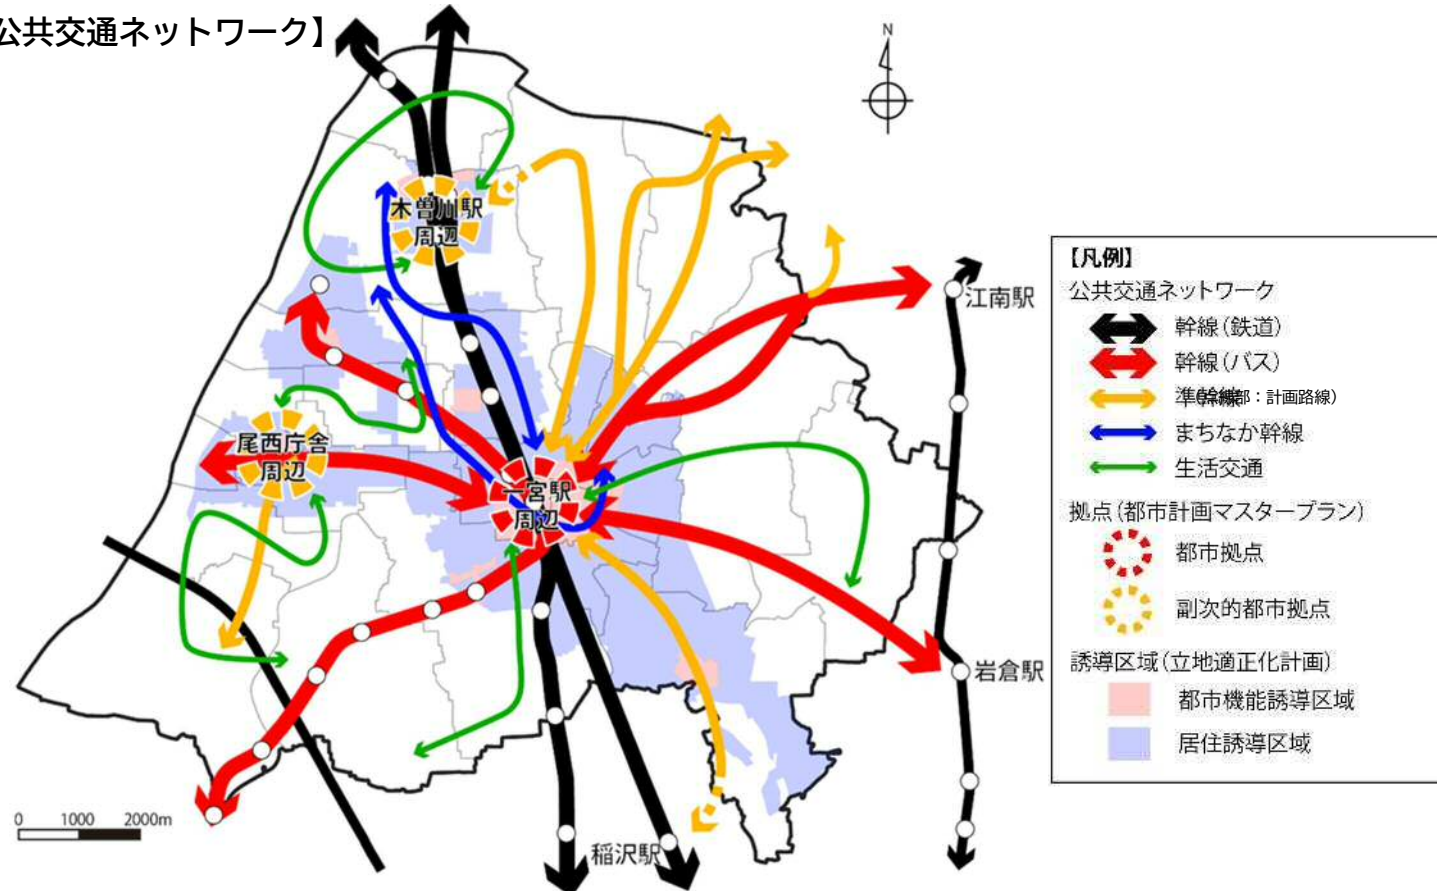 公共交通ネットワーク】
N
木曽川駅
周辺
江南駅
尾西庁舎
周辺
一宮駅
周辺
岩倉駅
稲沢駅
0 1000 2000m
【凡例】
公共交通ネットワーク
幹線(鉄道)
幹線(バス)
準幹線
部:計画路線)
まちなか幹線
生活交通
拠点(都市計画マスタープラン)
都市拠点
副次的都市拠点
誘導区域(立地適正化計画)
都市機能誘導区域
居住誘導区域